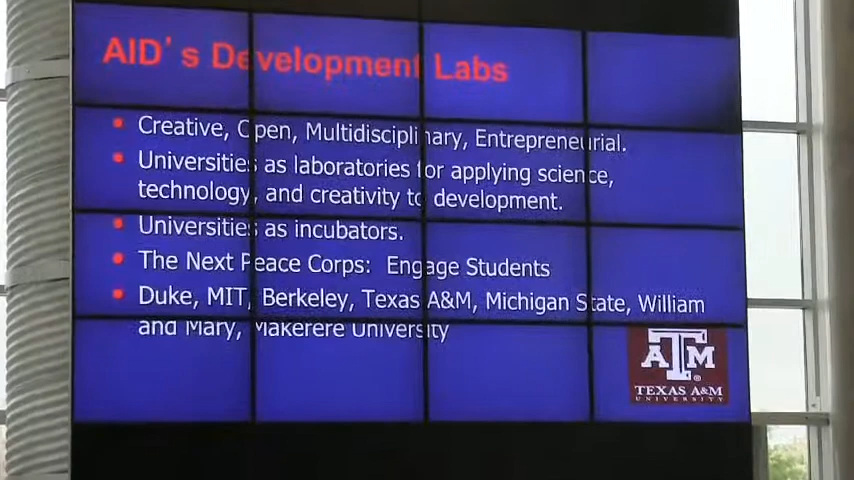 AID's Development Labs
Creative, Open, Multidisciplinary, Entrepreneurial.
Universities as laboratories for applying science,
technology, and creativity to development.
Universities as incubators.
The Next Peace Corps: Engage Students
Duke, MIT, Berkeley, Texas A&M, Michigan State, William
and Mary, Makerere University
ATM
TEXAS A&M
UNIVERSITY